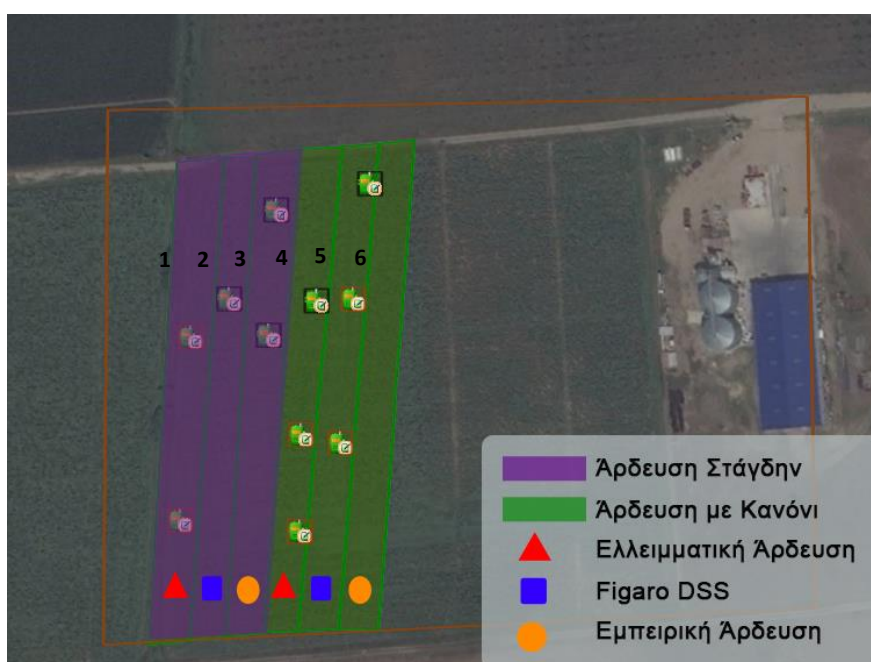 1 2 3 4 5 6
Άρδευση Στάγδην
Άρδευση με Κανόνι
Ελλειμματική Άρδευση
Figaro DSS
Εμπειρική Άρδευση